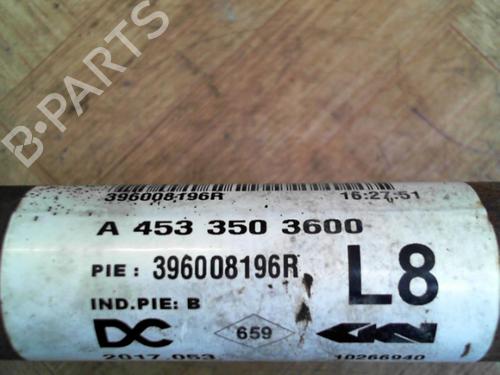 B-PARTS
396008196R 16:27:51
A 453 350 3600
PIE: 396008196R L8
IND.PIE: B
DC 659 GKN
2017 053 10266940